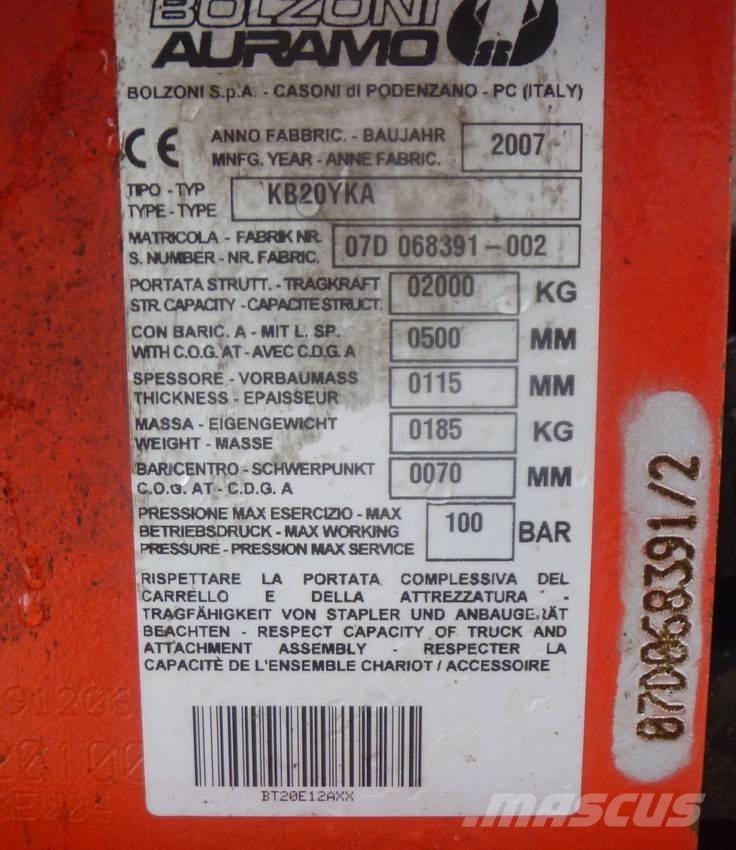 BOLZONI
AURAMO
BOLZONI S.p.A. - CASONI di PODENZANO - PC (ITALY)
CE ANNO FABBRIC. - BAUJAHR 2007
MNFG. YEAR - ANNE FABRIC.
TIPO - TYP KB20YKA
TYPE - TYPE
MATRICOLA - FABRIK NR. 07D 068391-002
S. NUMBER - NR. FABRIC.
PORTATA STRUTT. - TRAGKRAFT 02000 KG
STR. CAPACITY - CAPACITE STRUCT.
CON BARIC. A - MIT L. SP. 0500 MM
WITH C.O.G. AT - AVEC C.D.G. A
SPESSORE - VORBAUMASS 0115 MM
THICKNESS - EPAISSEUR
MASSA - EIGENGEWICHT 0185 KG
WEIGHT - MASSE
BARICENTRO - SCHWERPUNKT 0070 MM
C.O.G. AT - C.D.G. A
PRESSIONE MAX ESERCIZIO - MAX
BETRIEBSDRUCK - MAX WORKING 100 BAR
PRESSURE - PRESSION MAX SERVICE
RISPETTARE LA PORTATA COMPLESSIVA DEL
CARRELLO E DELLA ATTREZZATURA -
TRAGFÄHIGKEIT VON STAPLER UND ANBAUGERÄT
BEACHTEN - RESPECT CAPACITY OF TRUCK AND
ATTACHMENT ASSEMBLY - RESPECTER LA
CAPACITÈ DE L'ENSEMBLE CHARIOT / ACCESSOIRE
BT20E12AXX
07D068391/2
MASCUS